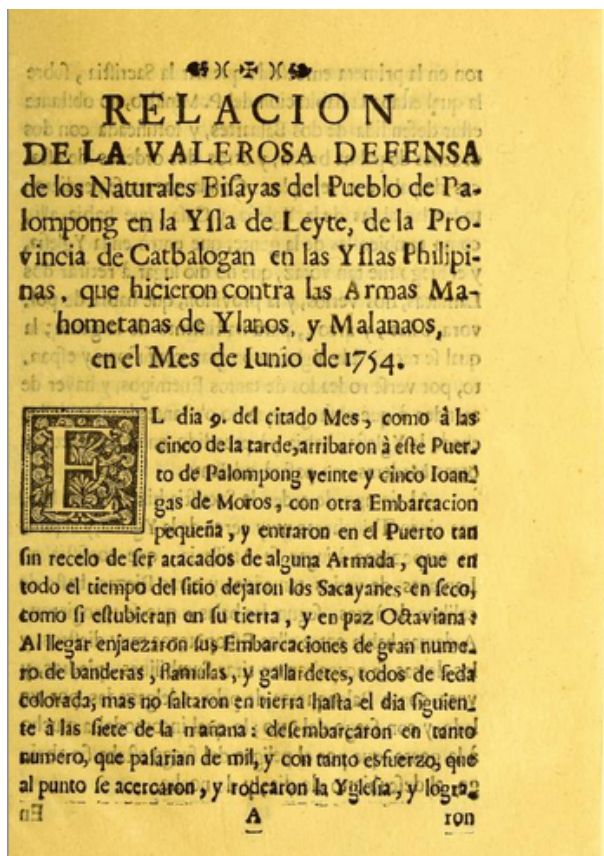 RELACION
DE LA VALEROSA DEFENSA
de los Naturales Bisayas del Pueblo de Pa-
lompong en la Ysla de Leyte, de la Pro-
vincia de Catbalogan en las Yslas Philipi-
nas, que hicieron contra las Armas Ma-
hometanas de Ylanos, y Malanaos,
en el Mes de Iunio de 1754.
EL dia 9. del citado Mes, como à las
cinco de la tarde, arribaron à este Puer-
to de Palompong veinte y cinco Ioan-
gas de Moros, con otra Embarcacion
pequeña, y entraron en el Puerto tan
sin recelo de ser atacados de alguna Armada, que en
todo el tiempo del sitio dejaron los Sacayanes en seco,
como si estubieran en su tierra, y en paz Octaviana:
Al llegar enjaezaron sus Embarcaciones de gran nume-
ro de banderas, flamulas, y gallardetes, todos de seda
colorada, mas no saltaron en tierra hasta el dia siguien-
te à las siete de la mañana: desembarcaron en tanto
numero, que pasarian de mil, y con tanto esfuerzo, que
al punto se acercaron, y rodearon la Yglesia, y logra-
A ron